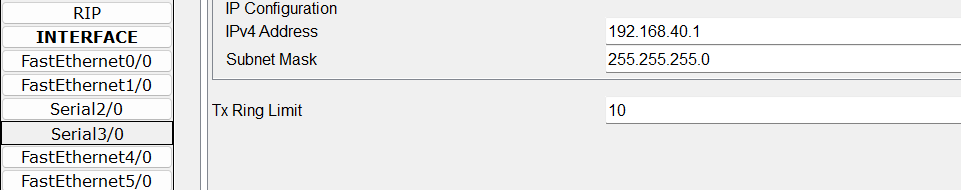 RIP
INTERFACE
FastEthernet0/0
FastEthernet1/0
Serial2/0
Serial3/0
FastEthernet4/0
FastEthernet5/0
IP Configuration
IPv4 Address 192.168.40.1
Subnet Mask 255.255.255.0
Tx Ring Limit 10